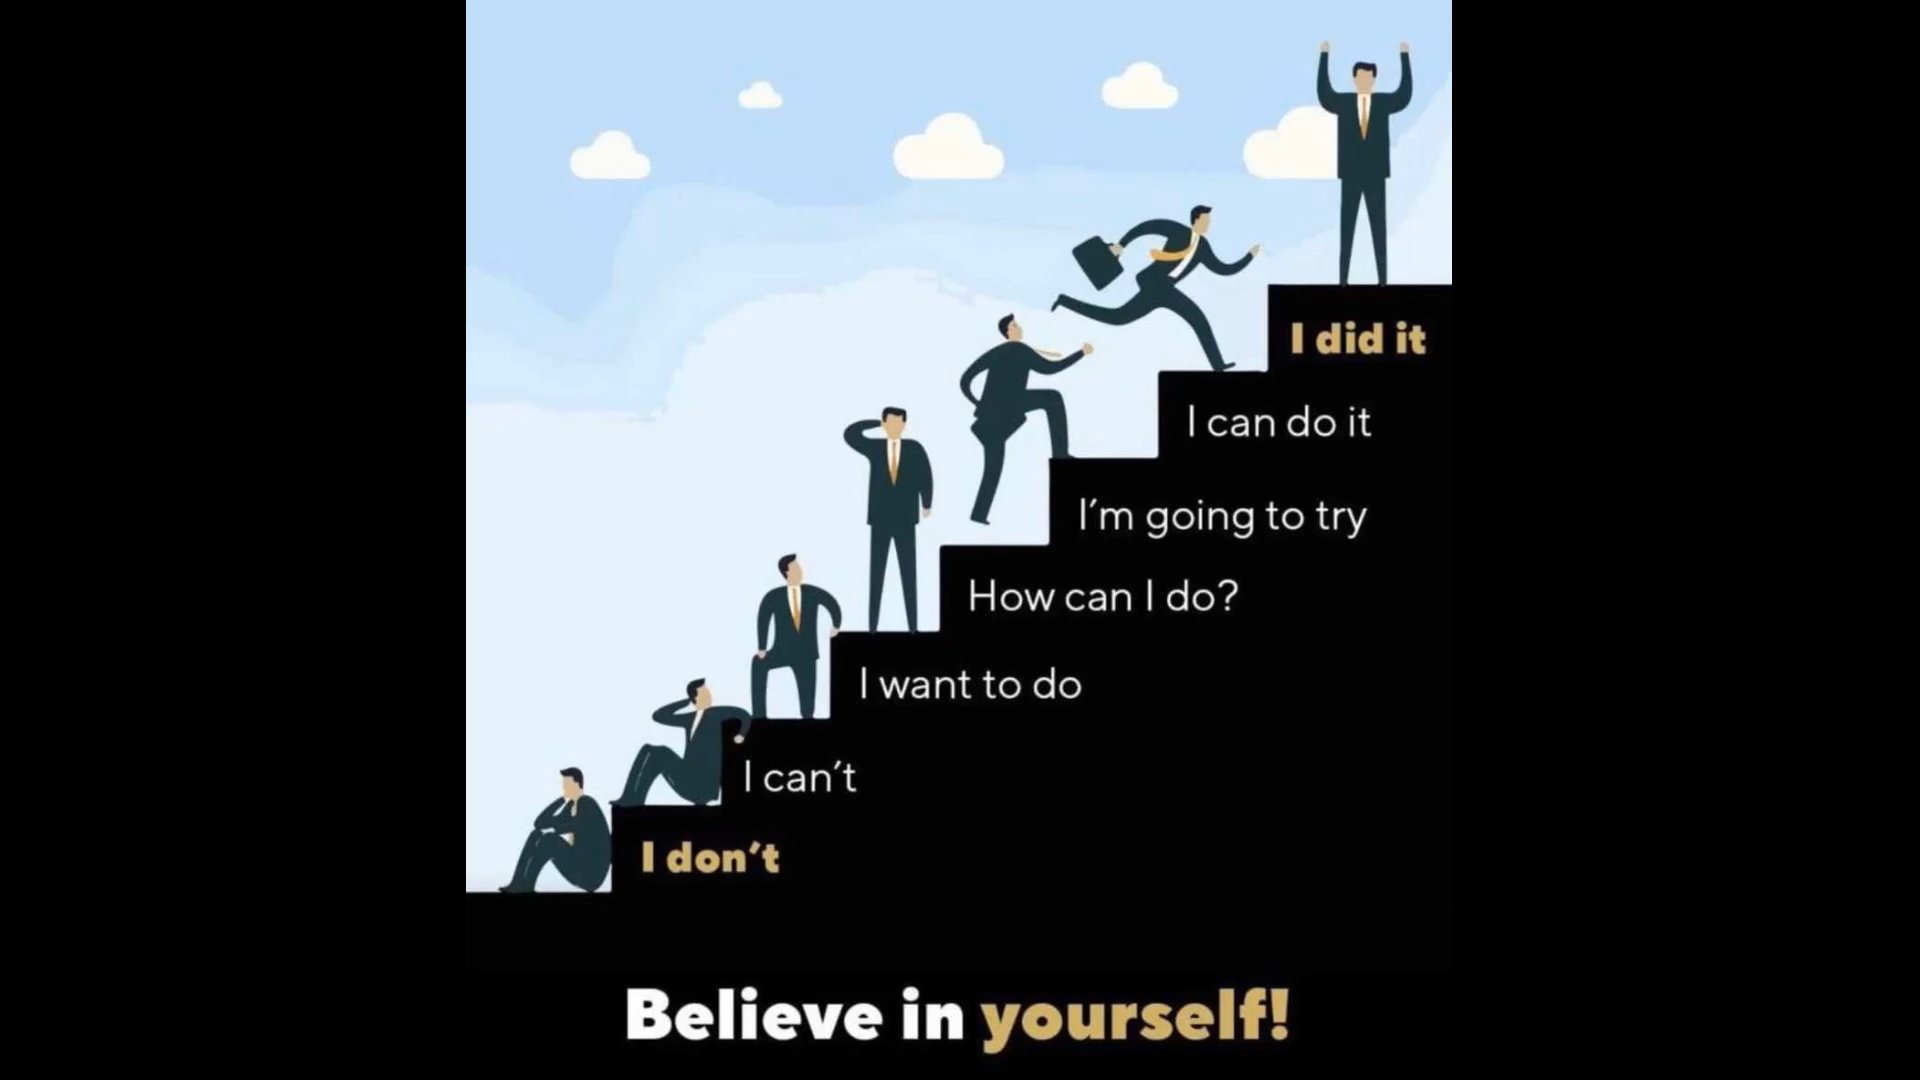 I did it
I can do it
I'm going to try
How can I do?
I want to do
I can't
I don't
Believe in yourself!